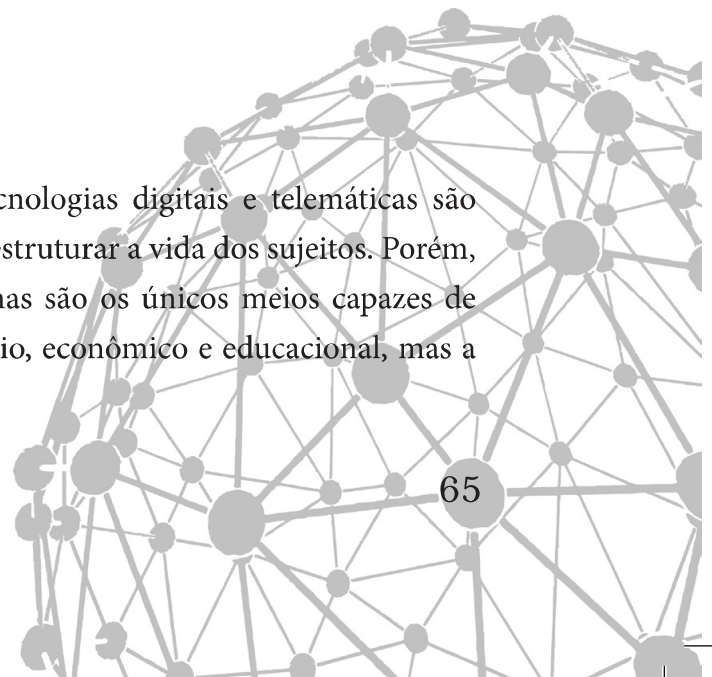 cnologias digitais e telemáticas são
estruturar a vida dos sujeitos. Porém,
nas são os únicos meios capazes de
io, econômico e educacional, mas a
65